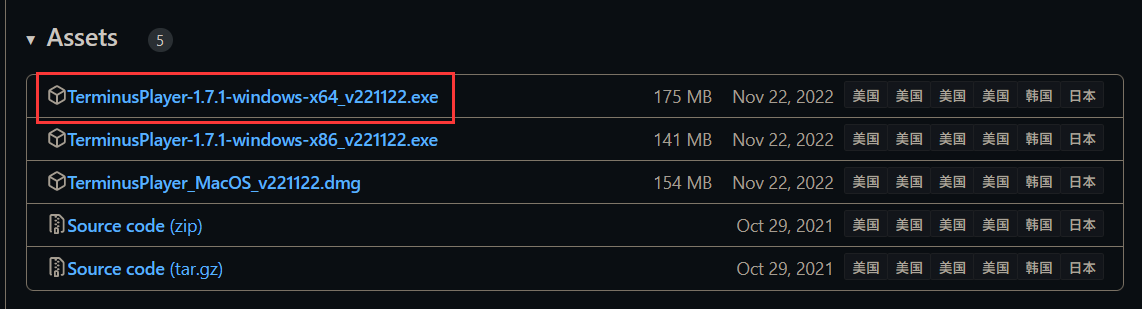 Assets 5
TerminusPlayer-1.7.1-windows-x64_v221122.exe 175 MB Nov 22, 2022 美国 美国 美国 美国 韩国 日本
TerminusPlayer-1.7.1-windows-x86_v221122.exe 141 MB Nov 22, 2022 美国 美国 美国 美国 韩国 日本
TerminusPlayer_MacOS_v221122.dmg 154 MB Nov 22, 2022 美国 美国 美国 美国 韩国 日本
Source code (zip) Oct 29, 2021 美国 美国 美国 美国 韩国 日本
Source code (tar.gz) Oct 29, 2021 美国 美国 美国 美国 韩国 日本